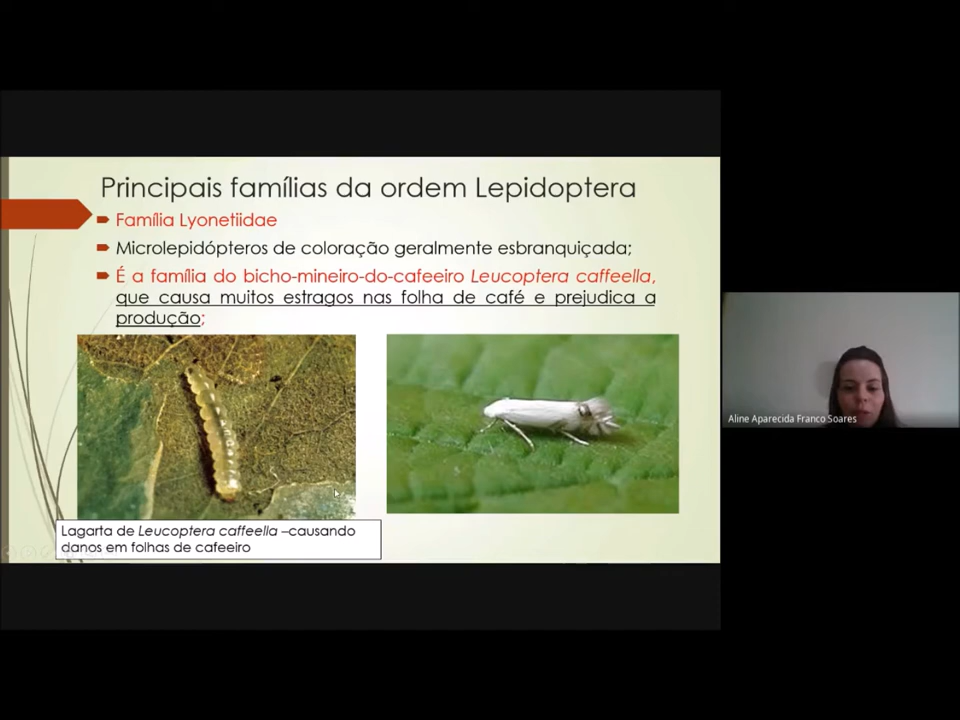 Principais famílias da ordem Lepidoptera
Família Lyonetiidae
Microlepidópteros de coloração geralmente esbranquiçada;
É a família do bicho-mineiro-do-cafeeiro Leucoptera caffeella,
que causa muitos estragos nas folha de café e prejudica a
produção;
Lagarta de Leucoptera caffeella –causando
danos em folhas de cafeeiro
Aline Aparecida Franco Soares